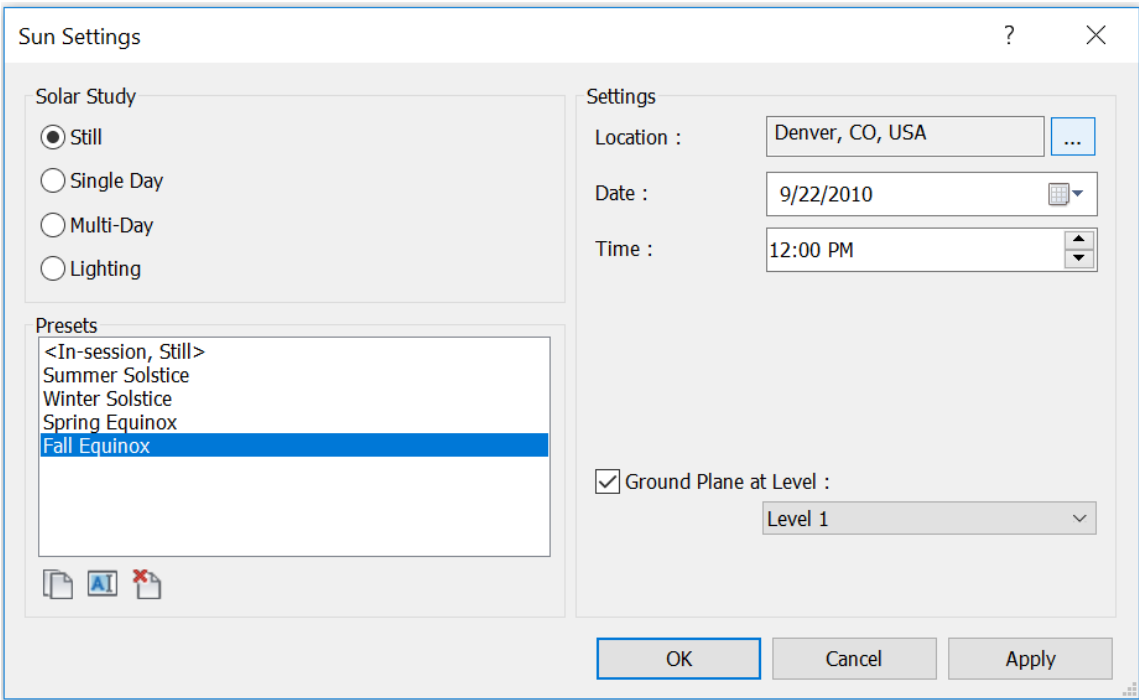 Sun Settings
?
Solar Study
Still
Single Day
Multi-Day
Lighting
Presets
<In-session, Still>
Summer Solstice
Winter Solstice
Spring Equinox
Fall Equinox
AI
Settings
Location :
Denver, CO, USA
...
Date :
9/22/2010
Time :
12:00 PM
Ground Plane at Level :
Level 1
OK
Cancel
Apply